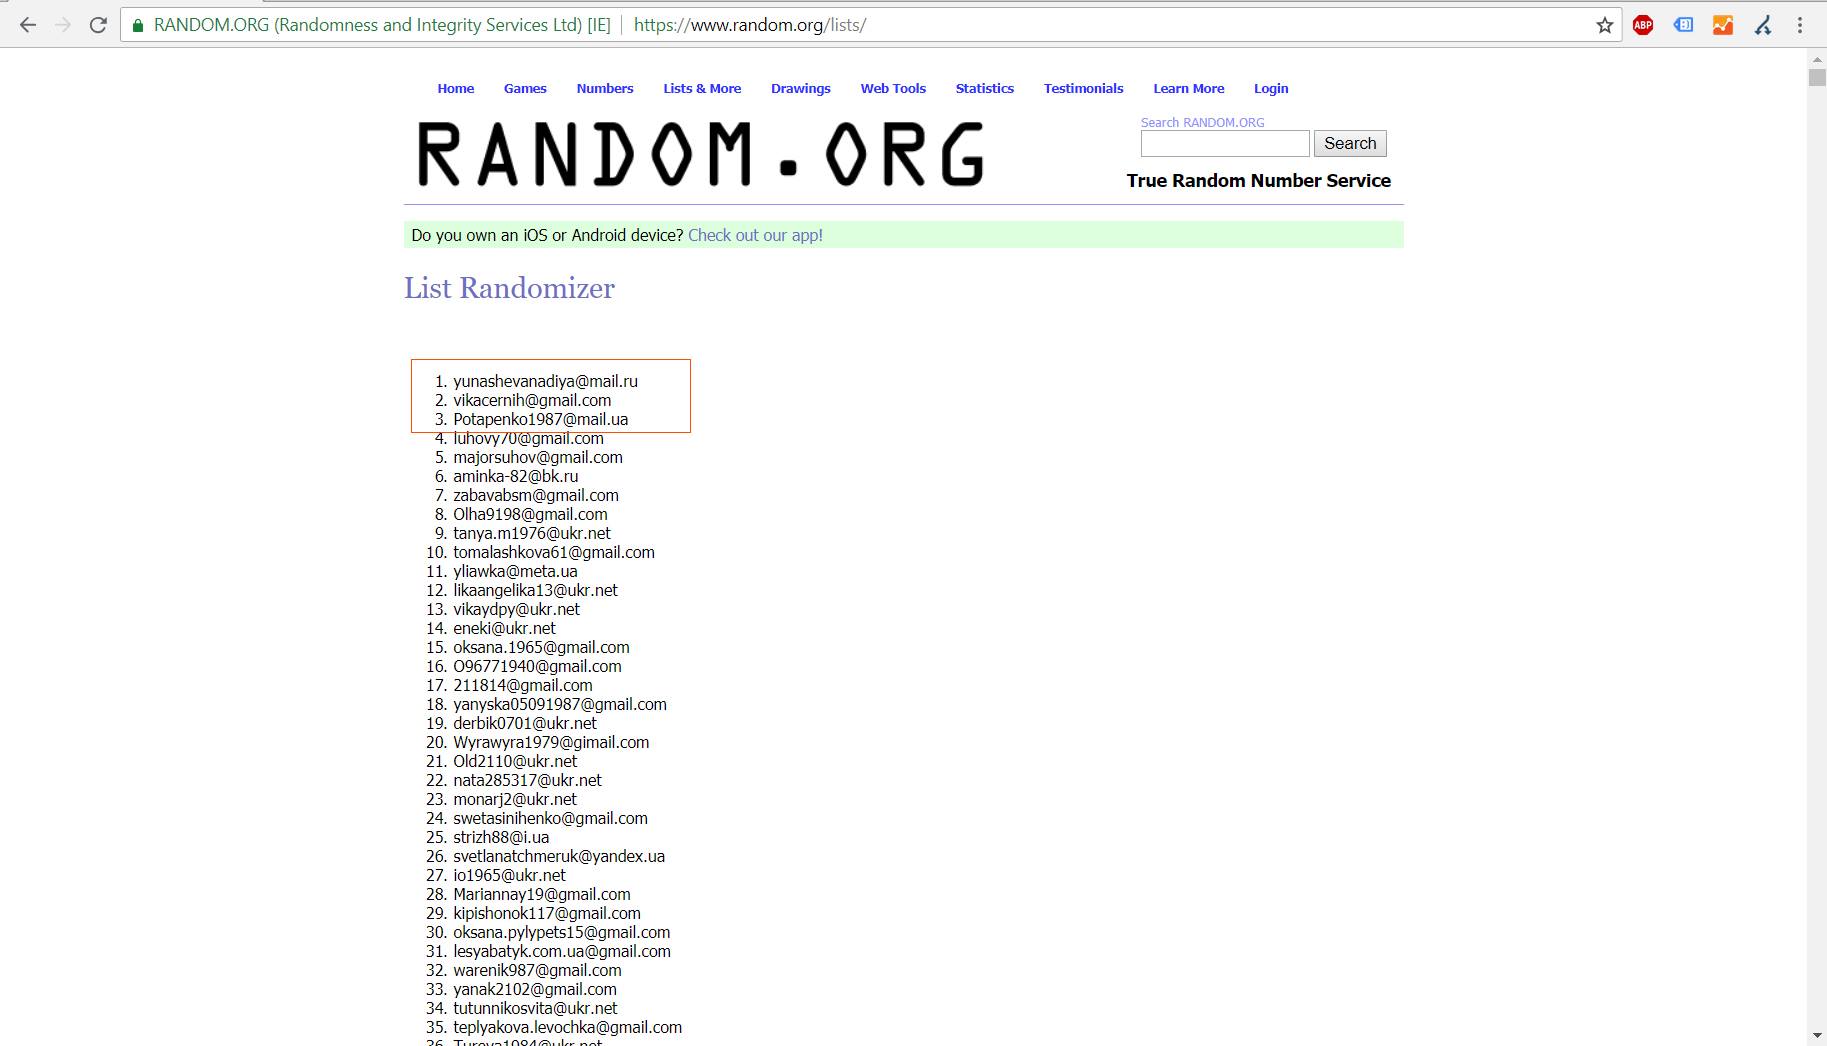 RANDOM.ORG (Randomness and Integrity Services Ltd) [IE] https://www.random.org/lists/
ABP
Home Games Numbers Lists & More Drawings Web Tools Statistics Testimonials Learn More Login
RANDOM.ORG
Search RANDOM.ORG
Search
True Random Number Service
Do you own an iOS or Android device? Check out our app!
List Randomizer
1. yunashevanadiya@mail.ru
2. vikacernih@gmail.com
3. Potapenko1987@mail.ua
4. luhovy70@gmail.com
5. majorsuhov@gmail.com
6. aminka-82@bk.ru
7. zabavabsm@gmail.com
8. Olha9198@gmail.com
9. tanya.m1976@ukr.net
10. tomalashkova61@gmail.com
11. yliawka@meta.ua
12. likaangelika13@ukr.net
13. vikaydpy@ukr.net
14. eneki@ukr.net
15. oksana.1965@gmail.com
16. O96771940@gmail.com
17. 211814@gmail.com
18. yanyska05091987@gmail.com
19. derbik0701@ukr.net
20. Wyrawyra1979@gimail.com
21. Old2110@ukr.net
22. nata285317@ukr.net
23. monarj2@ukr.net
24. swetasinihenko@gmail.com
25. strizh88@i.ua
26. svetlanatchmeruk@yandex.ua
27. io1965@ukr.net
28. Mariannay19@gmail.com
29. kipishonok117@gmail.com
30. oksana.pylypets15@gmail.com
31. lesyabatyk.com.ua@gmail.com
32. warenik987@gmail.com
33. yanak2102@gmail.com
34. tutunnikosvita@ukr.net
35. teplyakova.levochka@gmail.com